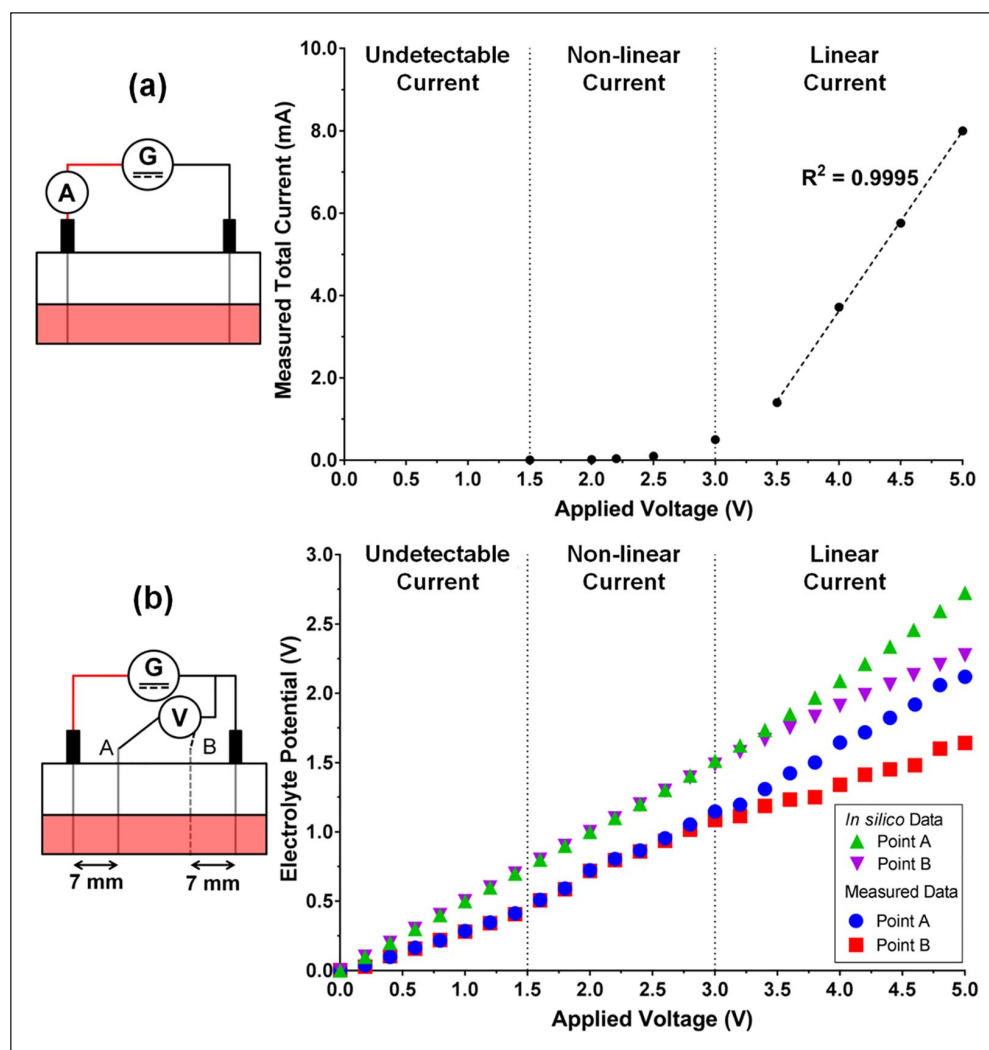 (a)
G
A
Undetectable
Current
Non-linear
Current
Linear
Current
Measured Total Current (mA)
10.0
8.0
6.0
4.0
2.0
0.0
R² = 0.9995
0.0 0.5 1.0 1.5 2.0 2.5 3.0 3.5 4.0 4.5 5.0
Applied Voltage (V)
(b)
G
V
A
B
7 mm
7 mm
Undetectable
Current
Non-linear
Current
Linear
Current
Electrolyte Potential (V)
3.0
2.5
2.0
1.5
1.0
0.5
0.0
In silico Data
Point A
Point B
Measured Data
Point A
Point B
0.0 0.5 1.0 1.5 2.0 2.5 3.0 3.5 4.0 4.5 5.0
Applied Voltage (V)